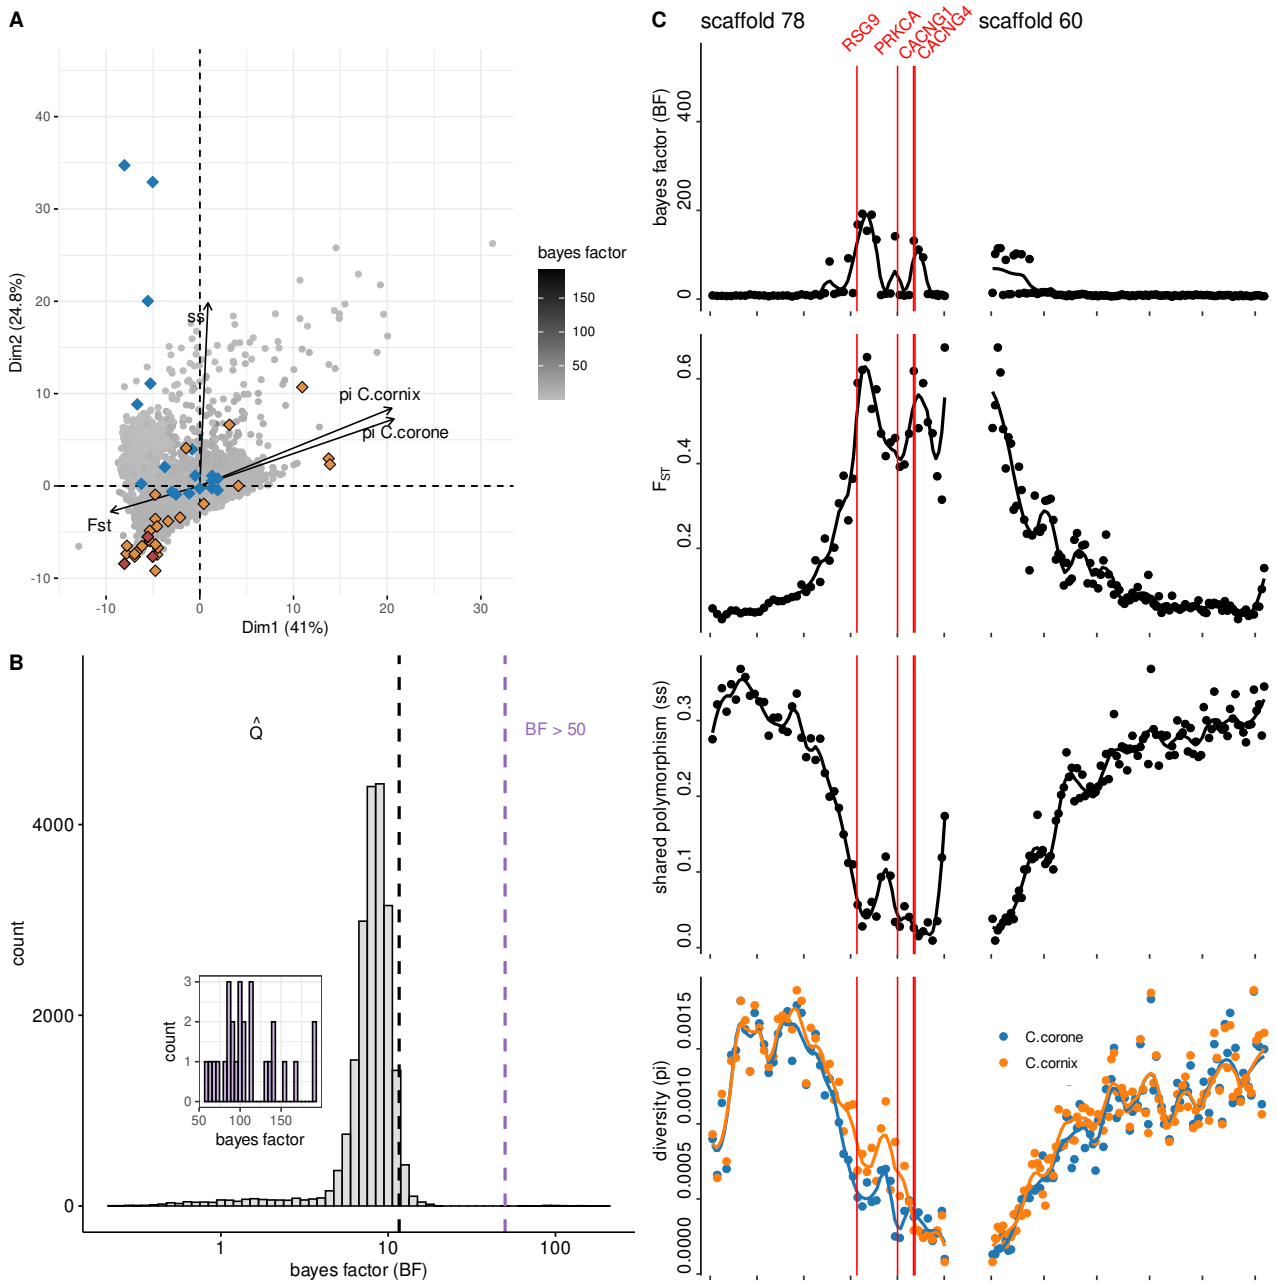 A
40
30
20
10
0
-10
-10
0
10
20
30
Dim2 (24.8%)
Dim1 (41%)
ss
pi C.cornix
pi C.corone
Fst
bayes factor
150
100
50
B
4000
2000
0
count
1
10
100
bayes factor (BF)
^
Q
BF > 50
3
2
1
0
count
50
100
150
bayes factor
C
scaffold 78
scaffold 60
RSG9
PRKCA
CACNG1
CACNG4
bayes factor (BF)
400
200
0
FST
0.6
0.4
0.2
shared polymorphism (ss)
0.3
0.2
0.1
0.0
diversity (pi)
0.0015
0.0010
0.0005
0.0000
C.corone
C.cornix